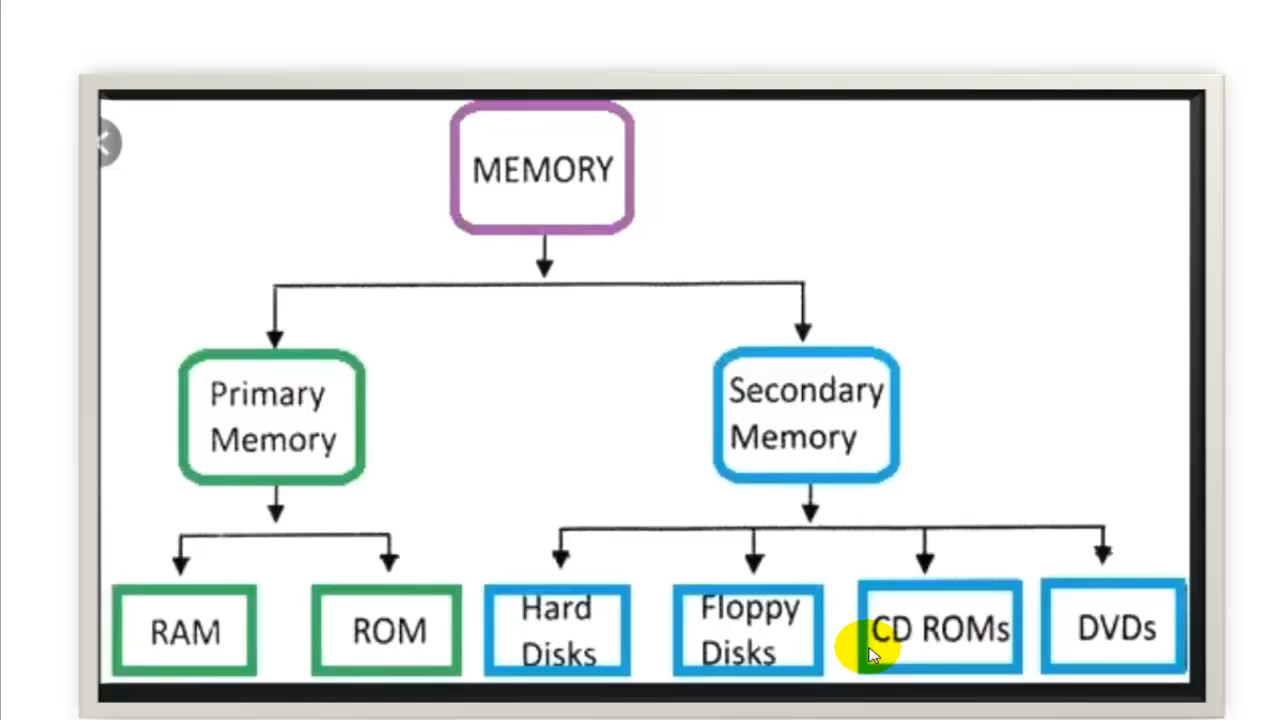 MEMORY
Primary
Memory
Secondary
Memory
RAM
ROM
Hard
Disks
Floppy
Disks
CD ROMs
DVDs